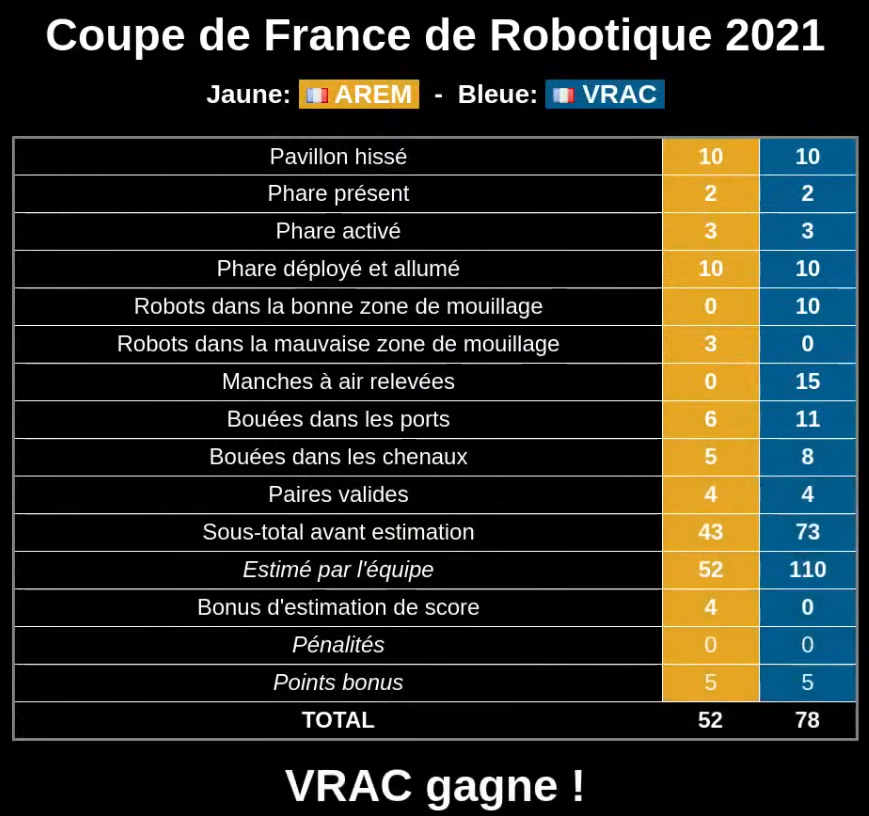 Coupe de France de Robotique 2021
Jaune: AREM - Bleue: VRAC
Pavillon hissé 10 10
Phare présent 2 2
Phare activé 3 3
Phare déployé et allumé 10 10
Robots dans la bonne zone de mouillage 0 10
Robots dans la mauvaise zone de mouillage 3 0
Manches à air relevées 0 15
Bouées dans les ports 6 11
Bouées dans les chenaux 5 8
Paires valides 4 4
Sous-total avant estimation 43 73
Estimé par l'équipe 52 110
Bonus d'estimation de score 4 0
Pénalités 0 0
Points bonus 5 5
TOTAL 52 78
VRAC gagne !